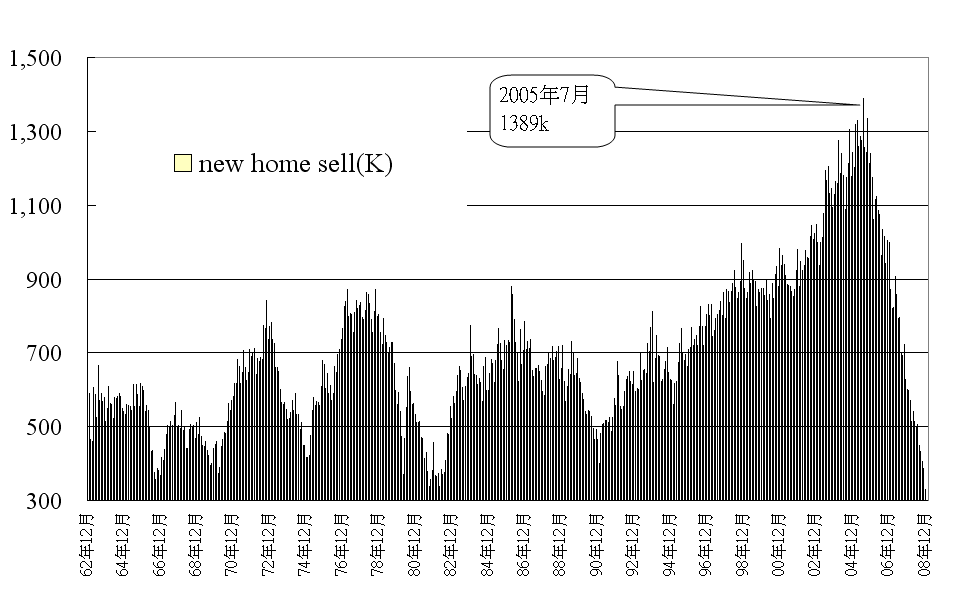 1,500
1,300
1,100
900
700
500
300
2005年7月
1389k
new home sell(K)
62年12月
64年12月
66年12月
68年12月
70年12月
72年12月
74年12月
76年12月
78年12月
80年12月
82年12月
84年12月
86年12月
88年12月
90年12月
92年12月
94年12月
96年12月
98年12月
00年12月
02年12月
04年12月
06年12月
08年12月